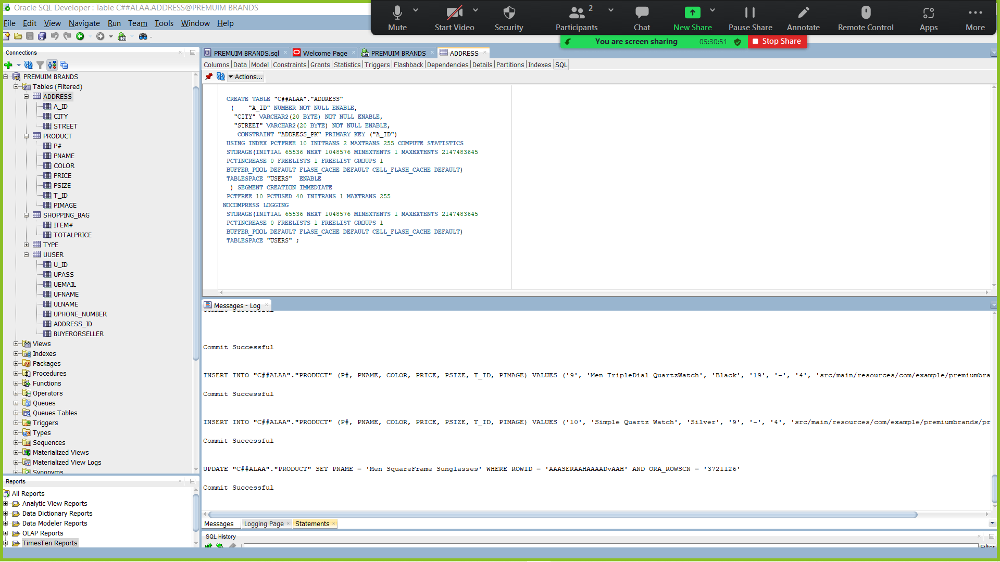 Oracle SQL Developer : Table C##ALAA.ADDRESS@PREMUIM BRANDS
File Edit View Navigate Run Team Tools Window Help
Mute
Start Video
Security
2
Participants
Chat
New Share
Pause Share
Annotate
Remote Control
Apps
More
You are screen sharing 05:30:51 Stop Share
Connections
PREMUIM BRANDS
Tables (Filtered)
ADDRESS
A_ID
CITY
STREET
PRODUCT
P#
PNAME
COLOR
PRICE
PSIZE
T_ID
PIMAGE
SHOPPING_BAG
ITEM#
TOTALPRICE
TYPE
UUSER
U_ID
UPASS
UEMAIL
UFNAME
ULNAME
UPHONE_NUMBER
ADDRESS_ID
BUYERORSELLER
Views
Indexes
Packages
Procedures
Functions
Operators
Queues
Queues Tables
Triggers
Types
Sequences
Materialized Views
Materialized View Logs
Synonyms
Reports
All Reports
Analytic View Reports
Data Dictionary Reports
Data Modeler Reports
OLAP Reports
TimesTen Reports
PREMUIM BRANDS.sql Welcome Page PREMUIM BRANDS ADDRESS
Columns Data Model Constraints Grants Statistics Triggers Flashback Dependencies Details Partitions Indexes SQL
Actions...
CREATE TABLE "C##ALAA"."ADDRESS"
( "A_ID" NUMBER NOT NULL ENABLE,
"CITY" VARCHAR2(20 BYTE) NOT NULL ENABLE,
"STREET" VARCHAR2(20 BYTE) NOT NULL ENABLE,
CONSTRAINT "ADDRESS_PK" PRIMARY KEY ("A_ID")
USING INDEX PCTFREE 10 INITRANS 2 MAXTRANS 255 COMPUTE STATISTICS
STORAGE(INITIAL 65536 NEXT 1048576 MINEXTENTS 1 MAXEXTENTS 2147483645
PCTINCREASE 0 FREELISTS 1 FREELIST GROUPS 1
BUFFER_POOL DEFAULT FLASH_CACHE DEFAULT CELL_FLASH_CACHE DEFAULT)
TABLESPACE "USERS" ENABLE
) SEGMENT CREATION IMMEDIATE
PCTFREE 10 PCTUSED 40 INITRANS 1 MAXTRANS 255
NOCOMPRESS LOGGING
STORAGE(INITIAL 65536 NEXT 1048576 MINEXTENTS 1 MAXEXTENTS 2147483645
PCTINCREASE 0 FREELISTS 1 FREELIST GROUPS 1
BUFFER_POOL DEFAULT FLASH_CACHE DEFAULT CELL_FLASH_CACHE DEFAULT)
TABLESPACE "USERS" ;
Messages - Log
Commit Successful
Commit Successful
INSERT INTO "C##ALAA"."PRODUCT" (P#, PNAME, COLOR, PRICE, PSIZE, T_ID, PIMAGE) VALUES ('9', 'Men TripleDial QuartzWatch', 'Black', '19', '-', '4', 'src/main/resources/com/example/premiumbra
Commit Successful
INSERT INTO "C##ALAA"."PRODUCT" (P#, PNAME, COLOR, PRICE, PSIZE, T_ID, PIMAGE) VALUES ('10', 'Simple Quartz Watch', 'Silver', '9', '-', '4', 'src/main/resources/com/example/premiumbrands/pr
Commit Successful
UPDATE "C##ALAA"."PRODUCT" SET PNAME = 'Men SquareFrame Sunglasses' WHERE ROWID = 'AAASERAAHAAAADvAAH' AND ORA_ROWSCN = '3721126'
Commit Successful
Messages Logging Page Statements
SQL History
Filter